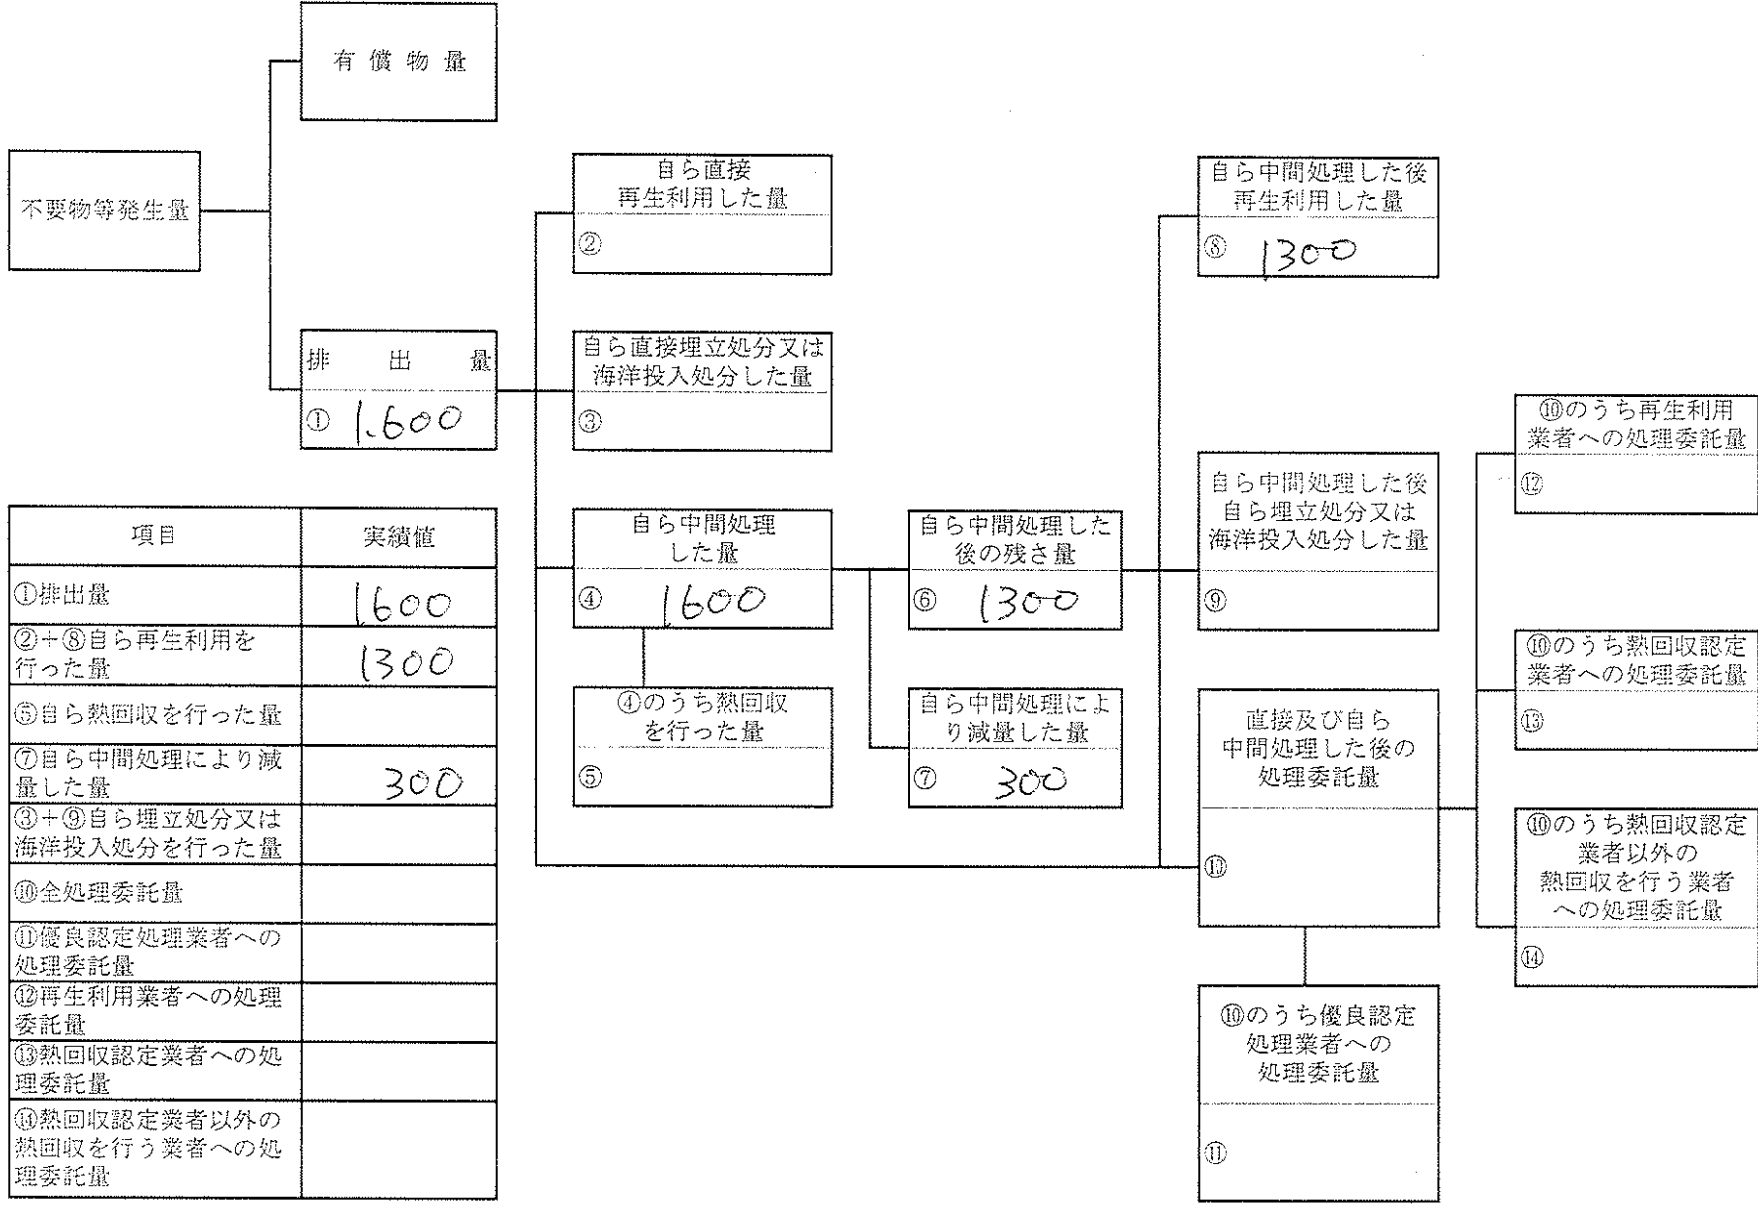 有償物量
不要物等発生量
排出量
① 1.600
自ら直接
再生利用した量
②
自ら直接埋立処分又は
海洋投入処分した量
③
自ら中間処理
した量
④ 1600
④のうち熱回収
を行った量
⑤
自ら中間処理した
後の残さ量
⑥ 1300
自ら中間処理によ
り減量した量
⑦ 300
自ら中間処理した後
再生利用した量
⑧ 1300
自ら中間処理した後
自ら埋立処分又は
海洋投入処分した量
⑨
直接及び自ら
中間処理した後の
処理委託量
⑩
⑩のうち優良認定
処理業者への
処理委託量
⑪
⑩のうち再生利用
業者への処理委託量
⑫
⑩のうち熱回収認定
業者への処理委託量
⑬
⑩のうち熱回収認定
業者以外の
熱回収を行う業者
への処理委託量
⑭
項目 実績値
①排出量 1.600
②+⑧自ら再生利用を
行った量 1300
⑤自ら熱回収を行った量
⑦自ら中間処理により減
量した量 300
③+⑨自ら埋立処分又は
海洋投入処分を行った量
⑩全処理委託量
⑪優良認定処理業者への
処理委託量
⑫再生利用業者への処理
委託量
⑬熱回収認定業者への処
理委託量
⑭熱回収認定業者以外の
熱回収を行う業者への処
理委託量